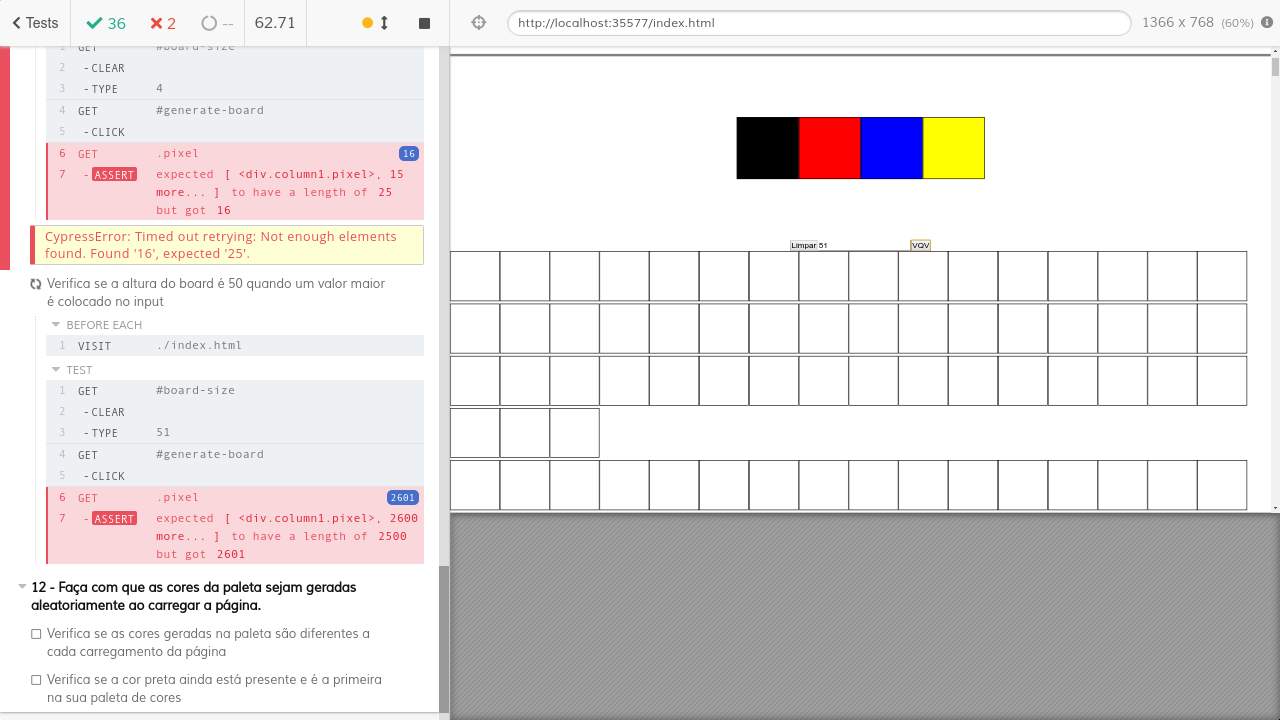 Tests 36 2 -- 62.71 http://localhost:35577/index.html 1366 x 768 (60%)
1 GET #board-size
2 -CLEAR
3 -TYPE 4
4 GET #generate-board
5 -CLICK
6 GET .pixel 16
7 -ASSERT expected [ <div.column1.pixel>, 15
more... ] to have a length of 25
but got 16
CypressError: Timed out retrying: Not enough elements
found. Found '16', expected '25'.
Verifica se a altura do board é 50 quando um valor maior
é colocado no input
BEFORE EACH
1 VISIT ./index.html
TEST
1 GET #board-size
2 -CLEAR
3 -TYPE 51
4 GET #generate-board
5 -CLICK
6 GET .pixel 2601
7 -ASSERT expected [ <div.column1.pixel>, 2600
more... ] to have a length of 2500
but got 2601
12 - Faça com que as cores da paleta sejam geradas
aleatoriamente ao carregar a página.
Verifica se as cores geradas na paleta são diferentes a
cada carregamento da página
Verifica se a cor preta ainda está presente e é a primeira
na sua paleta de cores
Limpar 51 VQV